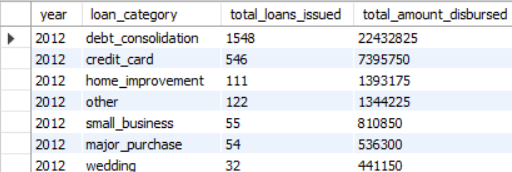 year loan_category total_loans_issued total_amount_disbursed
2012 debt_consolidation 1548 22432825
2012 credit_card 546 7395750
2012 home_improvement 111 1393175
2012 other 122 1344225
2012 small_business 55 810850
2012 major_purchase 54 536300
2012 wedding 32 441150